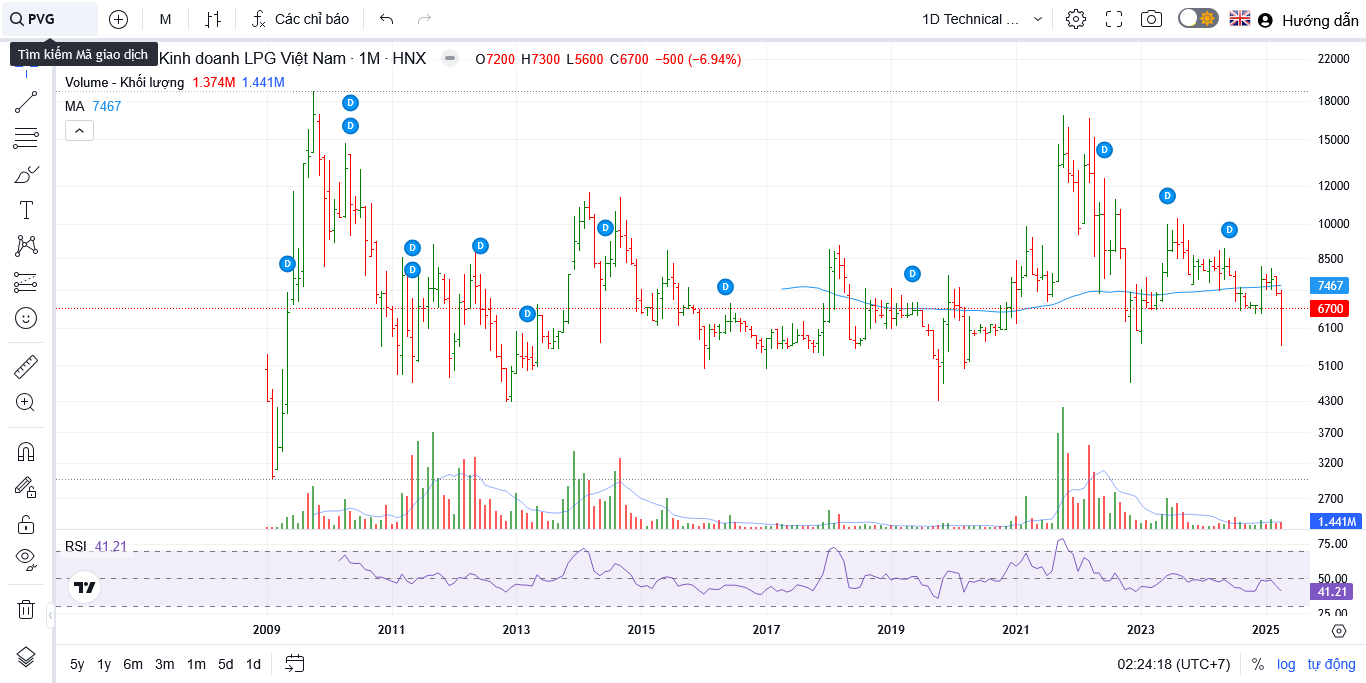 PVG M Các chỉ báo 1D Technical ... Hướng dẫn
Tìm kiếm Mã giao dịch
Kinh doanh LPG Việt Nam · 1M · HNX O7200 H7300 L5600 C6700 −500 (−6.94%)
Volume - Khối lượng 1.374M 1.441M
MA 7467
D
D
D
D
D
D
D
D
D
D
D
D
D
22000
18000
15000
12000
10000
8500
7467
6700
6100
5100
4300
3700
3200
2700
1.441M
RSI 41.21
75.00
50.00
41.21
25.00
2009 2011 2013 2015 2017 2019 2021 2023 2025
5y 1y 6m 3m 1m 5d 1d 02:24:18 (UTC+7) % log tự động